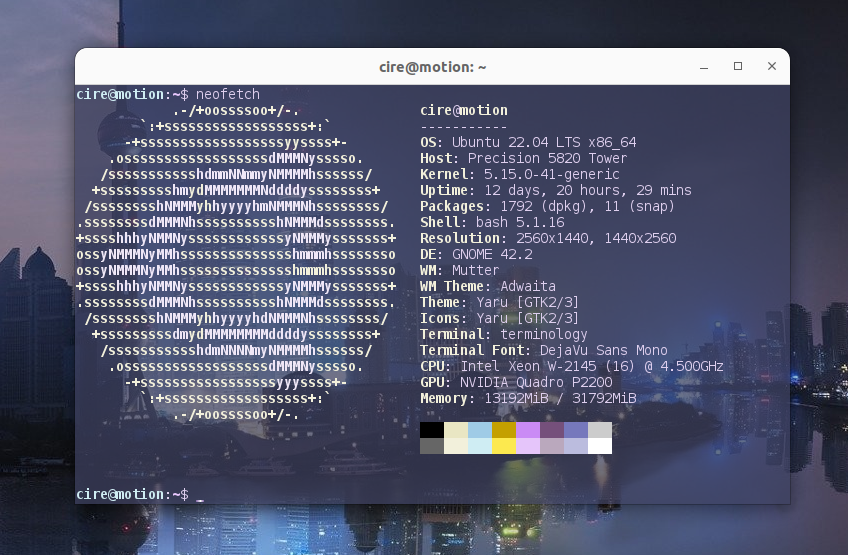 cire@motion: ~
cire@motion:~$ neofetch
.-/+oossssoo+/-. cire@motion
`:+ssssssssssssssssss+:` -----------
-+ssssssssssssssssssyyssss+- OS: Ubuntu 22.04 LTS x86_64
.ossssssssssssssssssdMMMNysssso. Host: Precision 5820 Tower
/ssssssssssshdmmNNmmyNMMMMhssssss/ Kernel: 5.15.0-41-generic
+ssssssssshmydMMMMMMMNddddyssssssss+ Uptime: 12 days, 20 hours, 29 mins
/sssssssshNMMMyhhyyyyhmNMMMNhssssssss/ Packages: 1792 (dpkg), 11 (snap)
.ssssssssdMMMNhsssssssssshNMMMdssssssss. Shell: bash 5.1.16
+sssshhhyNMMNyssssssssssssyNMMMysssssss+ Resolution: 2560x1440, 1440x2560
ossyNMMMNyMMhsssssssssssssshmmmhssssssso DE: GNOME 42.2
ossyNMMMNyMMhsssssssssssssshmmmhssssssso WM: Mutter
+sssshhhyNMMNyssssssssssssyNMMMysssssss+ WM Theme: Adwaita
.ssssssssdMMMNhsssssssssshNMMMdssssssss. Theme: Yaru [GTK2/3]
/sssssssshNMMMyhhyyyyhdNMMMNhssssssss/ Icons: Yaru [GTK2/3]
+sssssssssdmydMMMMMMMMddddyssssssss+ Terminal: terminology
/ssssssssssshdmNNNNmyNMMMMhssssss/ Terminal Font: DejaVu Sans Mono
.ossssssssssssssssssdMMMNysssso. CPU: Intel Xeon W-2145 (16) @ 4.500GHz
-+sssssssssssssssssyyyssss+- GPU: NVIDIA Quadro P2200
`:+ssssssssssssssssss+:` Memory: 13192MiB / 31792MiB
.-/+oossssoo+/-.
cire@motion:~$